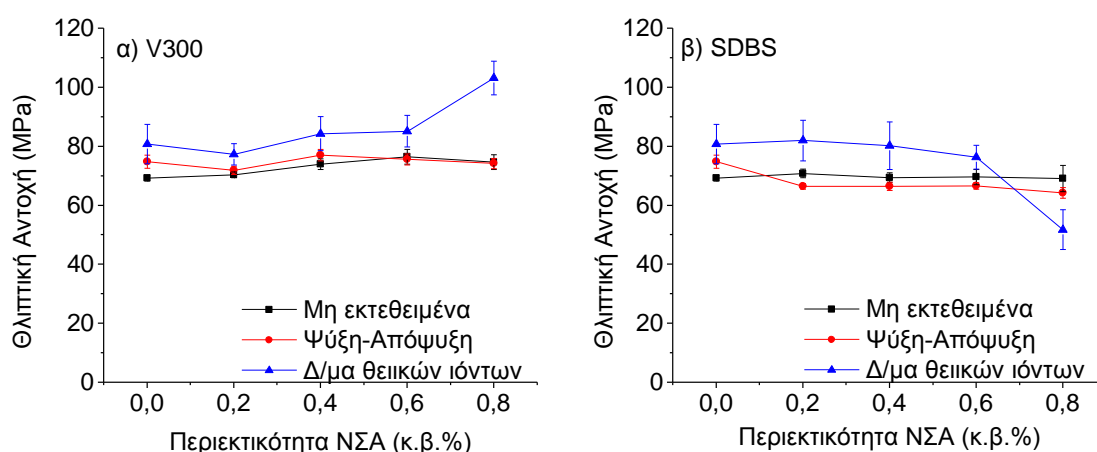 α) V300
Θλιπτική Αντοχή (MPa)
120
100
80
60
40
20
0
Μη εκτεθειμένα
Ψύξη-Απόψυξη
Δ/μα θειικών ιόντων
0,0 0,2 0,4 0,6 0,8
Περιεκτικότητα ΝΣΑ (κ.β.%)
β) SDBS
Θλιπτική Αντοχή (MPa)
120
100
80
60
40
20
0
Μη εκτεθειμένα
Ψύξη-Απόψυξη
Δ/μα θειικών ιόντων
0,0 0,2 0,4 0,6 0,8
Περιεκτικότητα ΝΣΑ (κ.β.%)